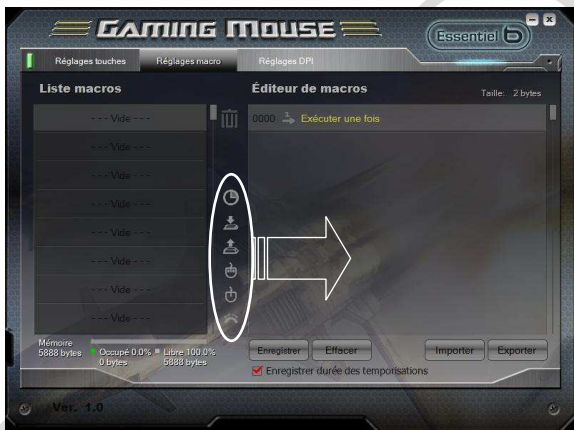 Gaming Mouse
Essentiel b
Réglages touches Réglages macro Réglages DPI
Liste macros
Éditeur de macros
Taille: 2 bytes
- - - Vide - - -
0000 1 Exécuter une fois
- - - Vide - - -
- - - Vide - - -
- - - Vide - - -
- - - Vide - - -
- - - Vide - - -
- - - Vide - - -
- - - Vide - - -
Mémoire
5888 bytes
Occupé 0.0% Libre 100.0%
0 bytes 5888 bytes
Enregistrer Effacer Importer Exporter
Enregistrer durée des temporisations
Ver. 1.0